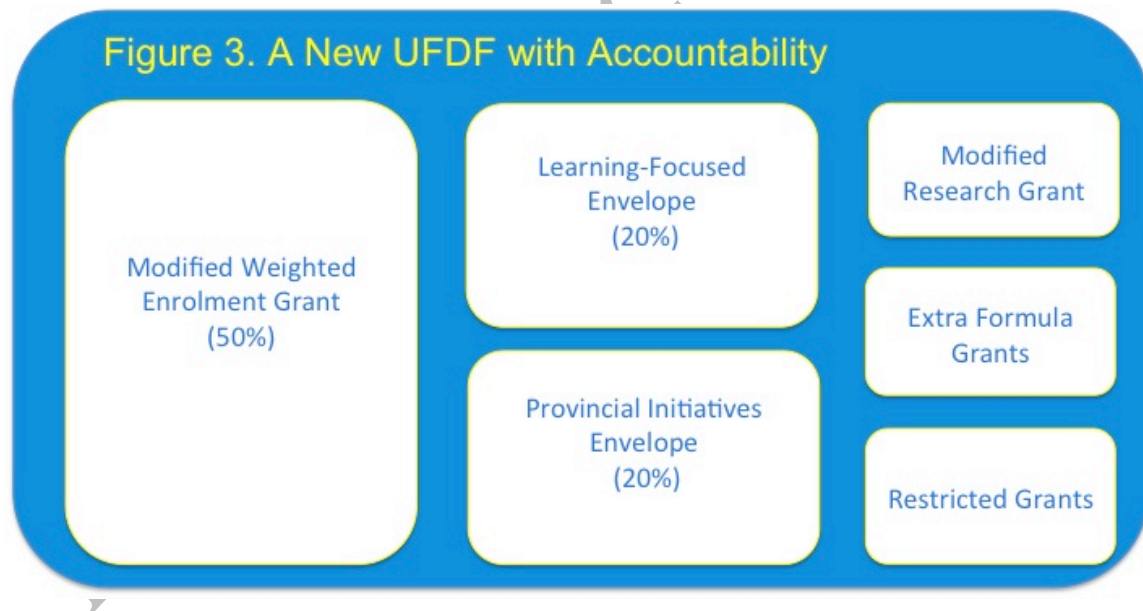 Figure 3. A New UFDF with Accountability
Modified Weighted
Enrolment Grant
(50%)
Learning-Focused
Envelope
(20%)
Provincial Initiatives
Envelope
(20%)
Modified
Research Grant
Extra Formula
Grants
Restricted Grants